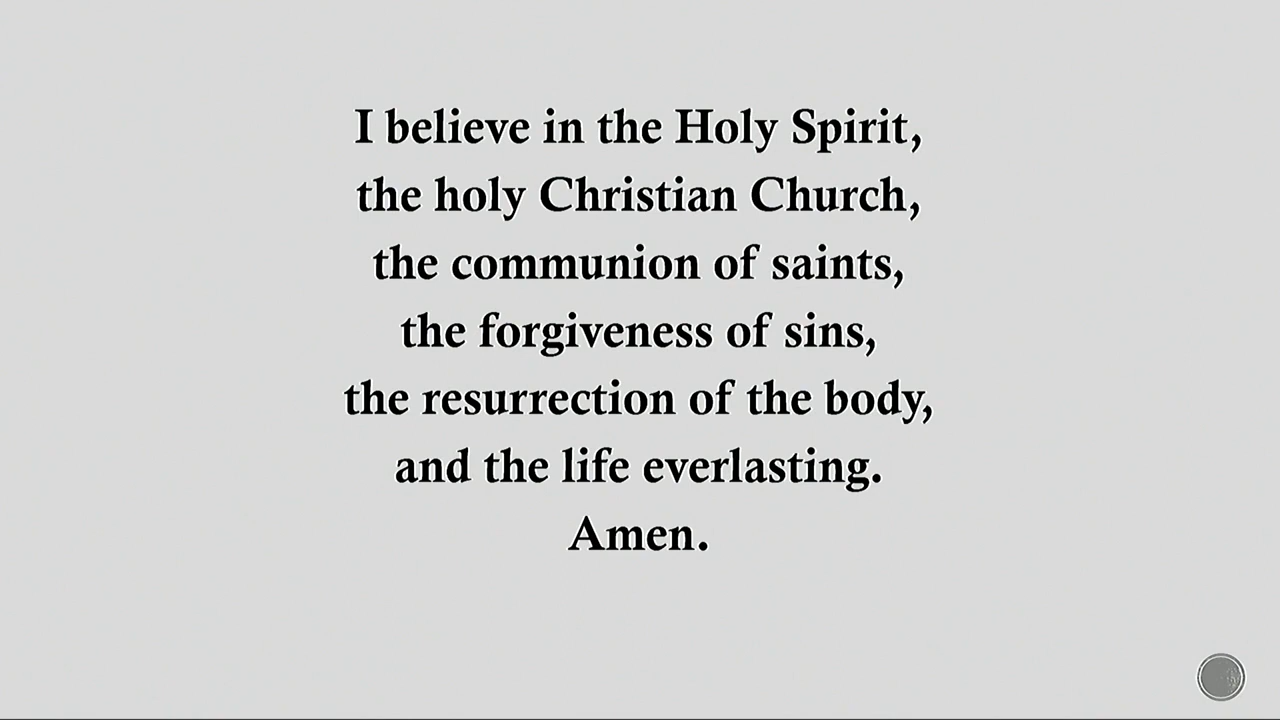 I believe in the Holy Spirit,
the holy Christian Church,
the communion of saints,
the forgiveness of sins,
the resurrection of the body,
and the life everlasting.
Amen.